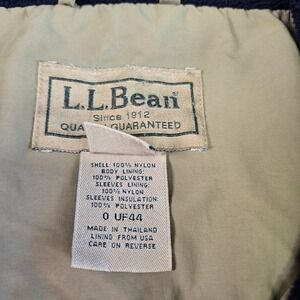 L.L.Bean
Since 1912
GUARANTEED
SHELL: 100% NYLON
BODY LINING:
100% POLYESTER
SLEEVES LINING:
100% NYLON
SLEEVES INSULATION:
100% POLYESTER
0 UF44
MADE IN THAILAND
LINING FROM USA
CARE ON REVERSE